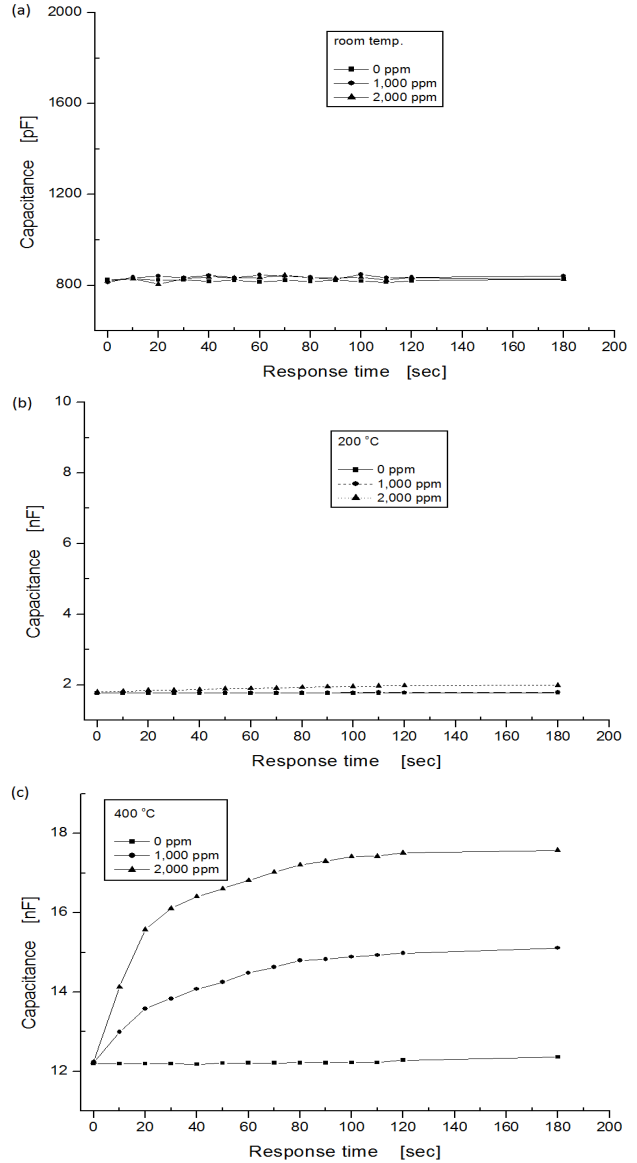 (a)
2000
1600
1200
800
Capacitance [pF]
room temp.
0 ppm
1,000 ppm
2,000 ppm
0 20 40 60 80 100 120 140 160 180 200
Response time [sec]
(b)
10
8
6
4
2
Capacitance [nF]
200 °C
0 ppm
1,000 ppm
2,000 ppm
0 20 40 60 80 100 120 140 160 180 200
Response time [sec]
(c)
18
16
14
12
Capacitance [nF]
400 °C
0 ppm
1,000 ppm
2,000 ppm
0 20 40 60 80 100 120 140 160 180 200
Response time [sec]